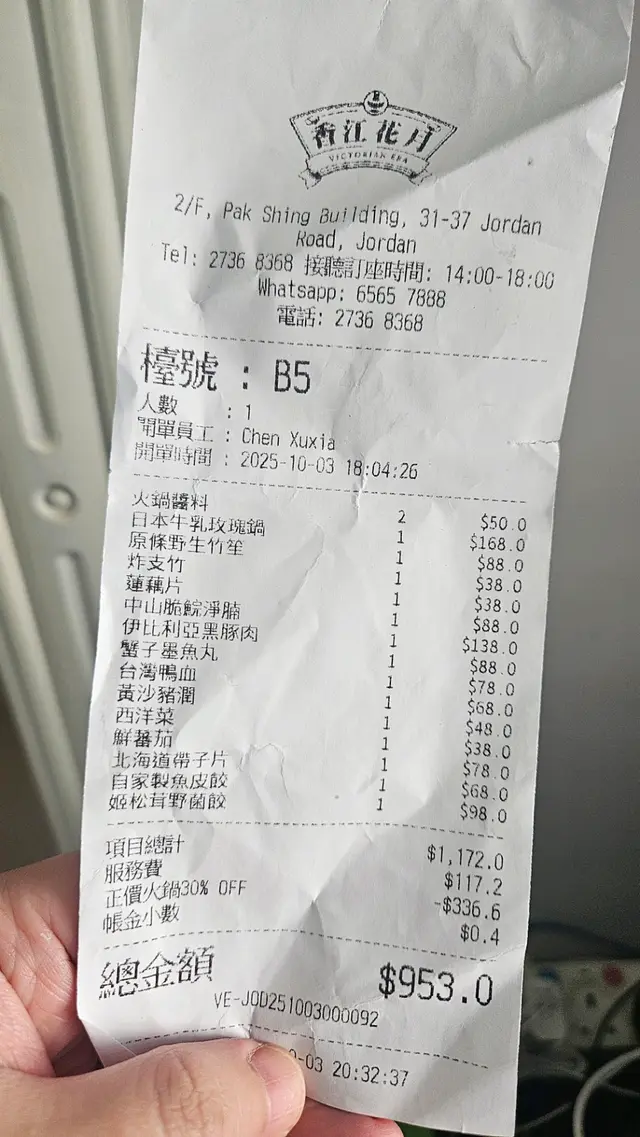 香江花月
VICTORIAN ERA
2/F, Pak Shing Building, 31-37 Jordan
Road, Jordan
Tel: 2736 8368 接聽訂座時間: 14:00-18:00
Whatsapp: 6565 7888
電話: 2736 8368
檯號 : B5
人數 : 1
開單員工 : Chen Xuxia
開單時間 : 2025-10-03 18:04:26
火鍋醬料 2 $50.0
日本牛乳玫瑰鍋 1 $168.0
原條野生竹笙 1 $88.0
炸支竹 1 $38.0
蓮藕片 1 $38.0
中山脆鯇淨腩 1 $88.0
伊比利亞黑豚肉 1 $138.0
蟹子墨魚丸 1 $88.0
台灣鴨血 1 $78.0
黃沙豬潤 1 $68.0
西洋菜 1 $48.0
鮮蕃茄 1 $38.0
北海道帶子片 1 $78.0
自家製魚皮餃 1 $68.0
姬松茸野菌餃 1 $98.0
項目總計 $1,172.0
服務費 $117.2
正價火鍋30% OFF -$336.6
帳金小數 $0.4
總金額 $953.0
VE-JOD251003000092
-03 20:32:37